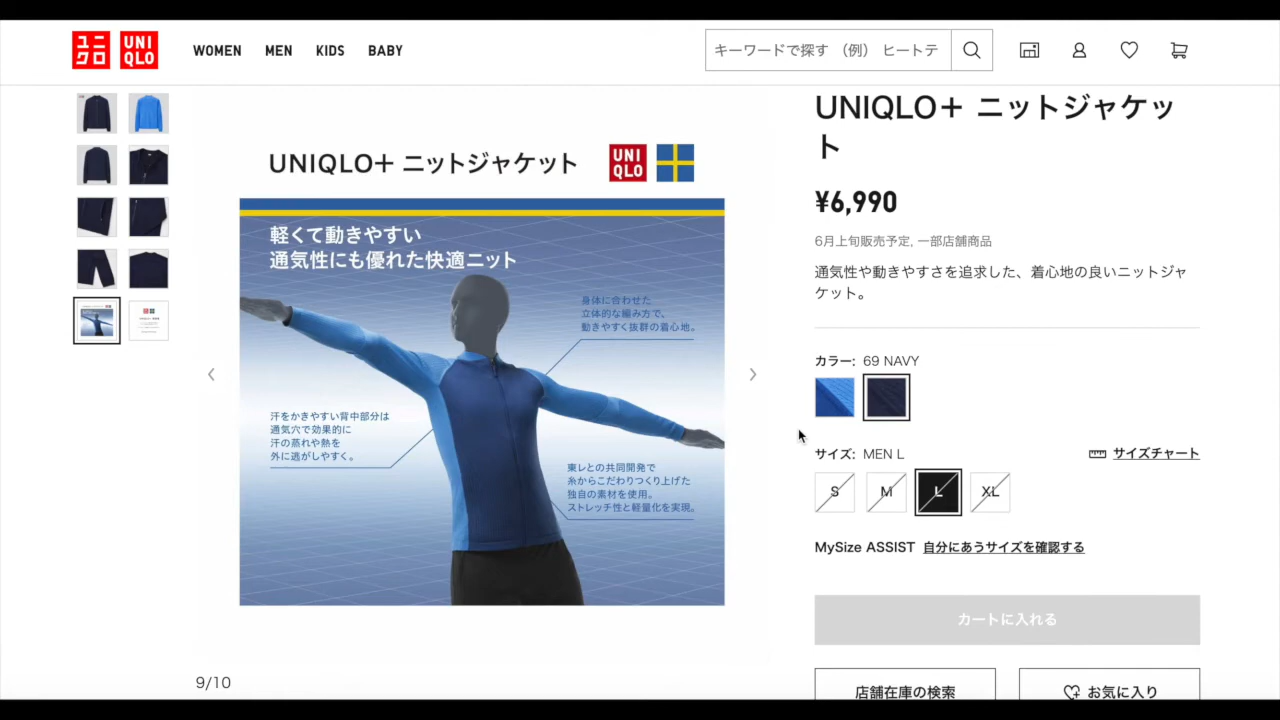 ユニクロ
UNIQLO
WOMEN
MEN
KIDS
BABY
キーワードで探す （例） ヒートテ
UNIQLO＋ ニットジャケット
UNIQLO
軽くて動きやすい
通気性にも優れた快適ニット
身体に合わせた
立体的な編み方で、
動きやすく抜群の着心地。
汗をかきやすい背中部分は
通気穴で効果的に
汗の蒸れや熱を
外に逃がしやすく。
東レとの共同開発で
糸からこだわりつくり上げた
独自の素材を使用。
ストレッチ性と軽量化を実現。
9/10
UNIQLO＋ ニットジャケッ
ト
¥6,990
6月上旬販売予定, 一部店舗商品
通気性や動きやすさを追求した、着心地の良いニットジャ
ケット。
カラー: 69 NAVY
サイズ: MEN L
サイズチャート
S
M
L
XL
MySize ASSIST 自分にあうサイズを確認する
カートに入れる
店舗在庫の検索
お気に入り